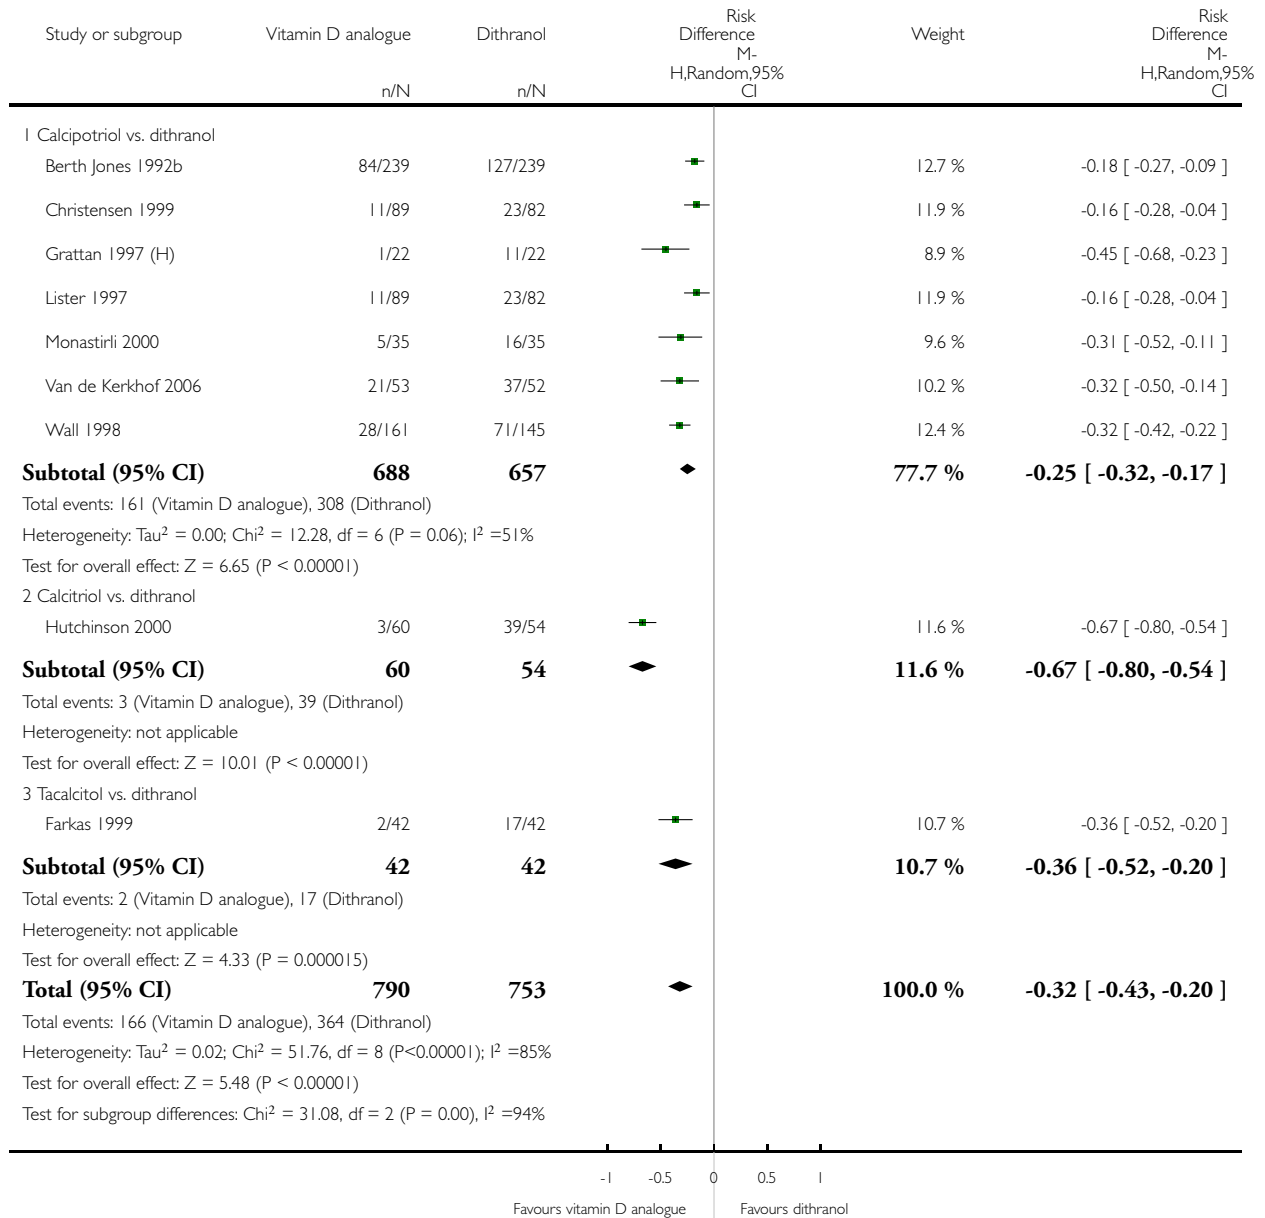 Study or subgroup Vitamin D analogue Dithranol Risk Difference Weight Risk Difference
M-H,Random,95% CI M-H,Random,95% CI
n/N n/N
1 Calcipotriol vs. dithranol
Berth Jones 1992b 84/239 127/239 12.7 % -0.18 [ -0.27, -0.09 ]
Christensen 1999 11/89 23/82 11.9 % -0.16 [ -0.28, -0.04 ]
Grattan 1997 (H) 1/22 11/22 8.9 % -0.45 [ -0.68, -0.23 ]
Lister 1997 11/89 23/82 11.9 % -0.16 [ -0.28, -0.04 ]
Monastirli 2000 5/35 16/35 9.6 % -0.31 [ -0.52, -0.11 ]
Van de Kerkhof 2006 21/53 37/52 10.2 % -0.32 [ -0.50, -0.14 ]
Wall 1998 28/161 71/145 12.4 % -0.32 [ -0.42, -0.22 ]
Subtotal (95% CI) 688 657 77.7 % -0.25 [ -0.32, -0.17 ]
Total events: 161 (Vitamin D analogue), 308 (Dithranol)
Heterogeneity: Tau² = 0.00; Chi² = 12.28, df = 6 (P = 0.06); I² =51%
Test for overall effect: Z = 6.65 (P < 0.00001)
2 Calcitriol vs. dithranol
Hutchinson 2000 3/60 39/54 11.6 % -0.67 [ -0.80, -0.54 ]
Subtotal (95% CI) 60 54 11.6 % -0.67 [ -0.80, -0.54 ]
Total events: 3 (Vitamin D analogue), 39 (Dithranol)
Heterogeneity: not applicable
Test for overall effect: Z = 10.01 (P < 0.00001)
3 Tacalcitol vs. dithranol
Farkas 1999 2/42 17/42 10.7 % -0.36 [ -0.52, -0.20 ]
Subtotal (95% CI) 42 42 10.7 % -0.36 [ -0.52, -0.20 ]
Total events: 2 (Vitamin D analogue), 17 (Dithranol)
Heterogeneity: not applicable
Test for overall effect: Z = 4.33 (P = 0.000015)
Total (95% CI) 790 753 100.0 % -0.32 [ -0.43, -0.20 ]
Total events: 166 (Vitamin D analogue), 364 (Dithranol)
Heterogeneity: Tau² = 0.02; Chi² = 51.76, df = 8 (P<0.00001); I² =85%
Test for overall effect: Z = 5.48 (P < 0.00001)
Test for subgroup differences: Chi² = 31.08, df = 2 (P = 0.00), I² =94%
-1 -0.5 0 0.5 1
Favours vitamin D analogue Favours dithranol